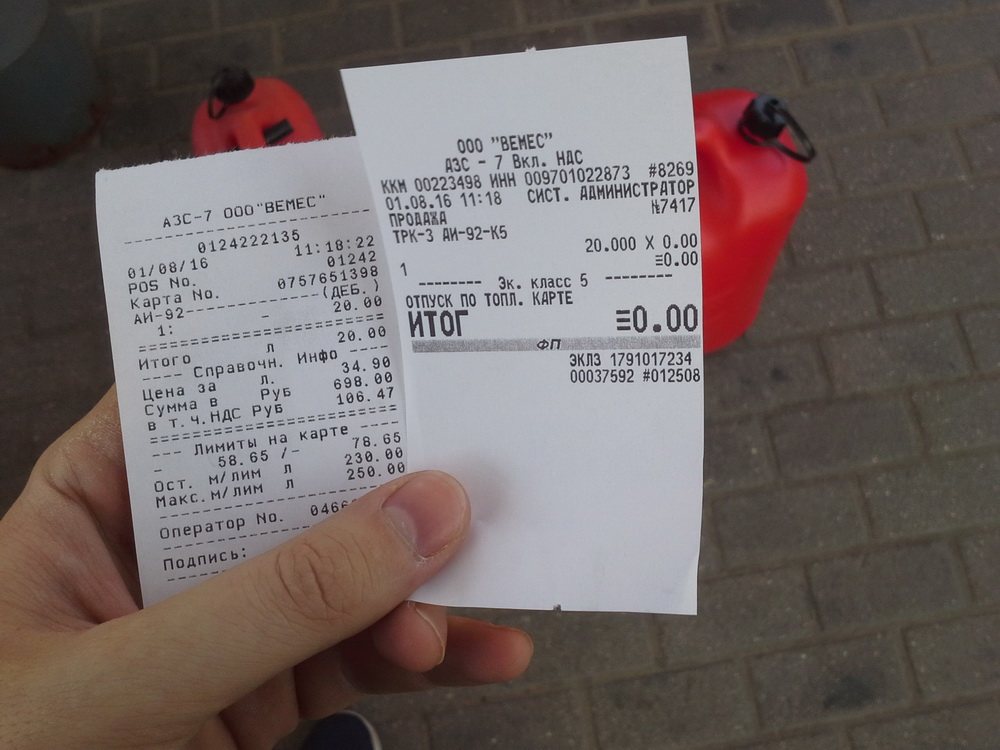 АЗС-7 ООО"ВЕМЕС"
0124222135
01/08/16 11:18:22
POS No. 01242
Карта No. 0757651398
АИ-92---------------(ДЕБ.)
1: - 20.00
Итого л 20.00
---- Справочн. Инфо ----
Цена за л. 34.90
Сумма в Руб 698.00
в т.ч.НДС Руб 106.47
--- Лимиты на карте ----
- 58.65 /- 78.65
Ост. м/лим л 230.00
Макс.м/лим л 250.00
Оператор No.
Подпись:
ООО "ВЕМЕС"
АЗС - 7 Вкл. НДС
ККМ 00223498 ИНН 009701022873 #8269
01.08.16 11:18 СИСТ. АДМИНИСТРАТОР
ПРОДАЖА №7417
ТРК-3 АИ-92-К5
20.000 X 0.00
1 ≡0.00
-------- Эк. класс 5 --------
ОТПУСК ПО ТОПЛ. КАРТЕ
ИТОГ ≡0.00
ФП
ЭКЛЗ 1791017234
00037592 #012508